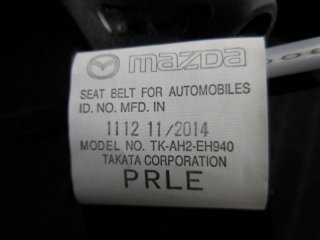 mazda
SEAT BELT FOR AUTOMOBILES
ID. NO. MFD. IN
1112 11/2014
MODEL NO. TK-AH2-EH940
TAKATA CORPORATION
PRLE